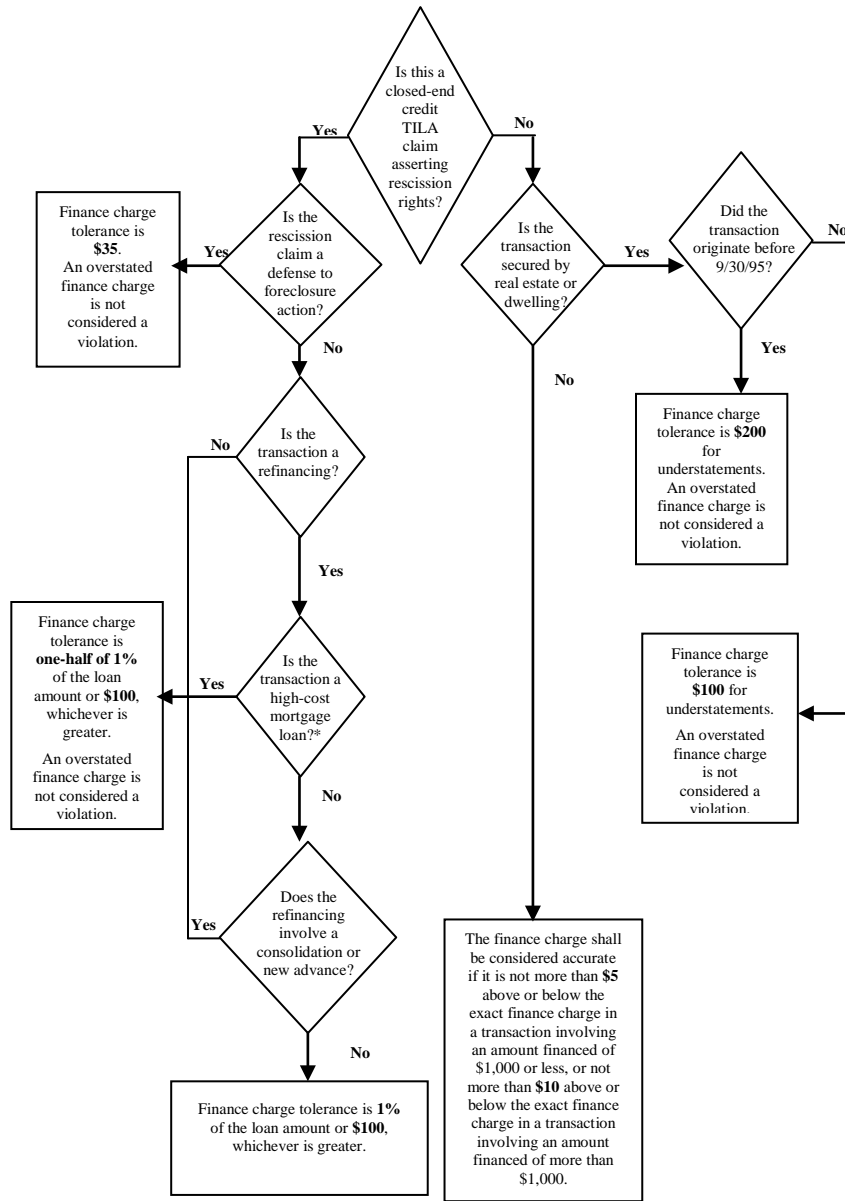 Is this a
closed-end
credit
TILA
claim
asserting
rescission
rights?
Yes
No
Finance charge
tolerance is
$35.
An overstated
finance charge
is not
considered a
violation.
Yes
Is the
rescission
claim a
defense to
foreclosure
action?
No
Is the
transaction
secured by
real estate or
dwelling?
Yes
No
Did the
transaction
originate before
9/30/95?
No
Yes
Finance charge
tolerance is $200
for
understatements.
An overstated
finance charge is
not considered a
violation.
Is the
transaction a
refinancing?
No
Yes
Finance charge
tolerance is
one-half of 1%
of the loan
amount or $100,
whichever is
greater.
An overstated
finance charge is
not considered a
violation.
Yes
Is the
transaction a
high-cost
mortgage
loan?*
No
Finance charge
tolerance is
$100 for
understatements.
An overstated
finance charge
is not
considered a
violation.
Does the
refinancing
involve a
consolidation or
new advance?
Yes
No
Finance charge tolerance is 1%
of the loan amount or $100,
whichever is greater.
The finance charge shall
be considered accurate
if it is not more than $5
above or below the
exact finance charge in
a transaction involving
an amount financed of
$1,000 or less, or not
more than $10 above or
below the exact finance
charge in a transaction
involving an amount
financed of more than
$1,000.